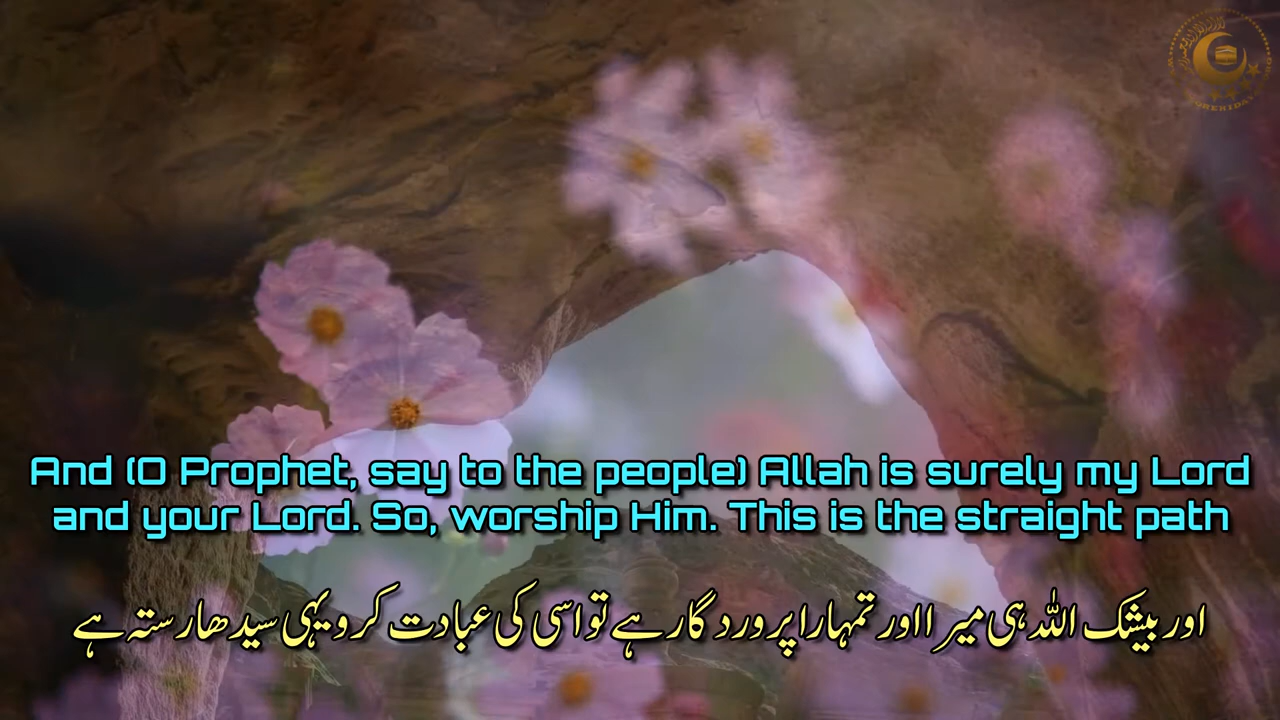 And (O Prophet, say to the people) Allah is surely my Lord
and your Lord. So, worship Him. This is the straight path
اور بیشک اللہ ہی میرا اور تمہارا پروردگار ہے تو اسی کی عبادت کرو یہی سیدھا رستہ ہے